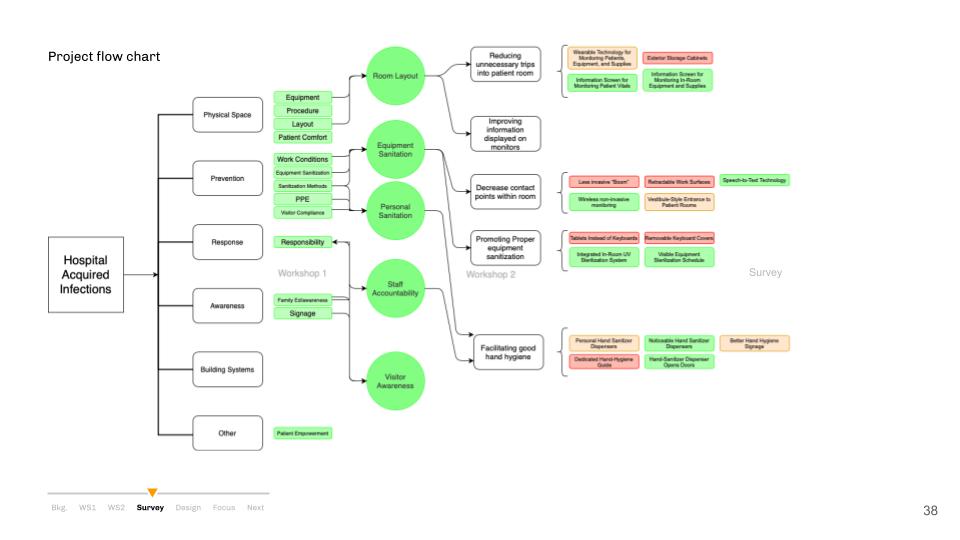 Project flow chart
Hospital
Acquired
Infections
Physical Space
Prevention
Response
Awareness
Building Systems
Other
Equipment
Procedure
Layout
Patient Comfort
Work Conditions
Equipment Sanitization
Sanitization Methods
PPE
Visitor Compliance
Responsibility
Workshop 1
Signage
Patient Empowerment
Room Layout
Equipment
Sanitation
Personal
Sanitation
Staff
Accountability
Visitor
Awareness
Reducing
unnecessary trips
into patient room
Improving
information
displayed on
monitors
Decrease contact
points within room
Promoting Proper
equipment
sanitization
Workshop 2
Facilitating good
hand hygiene
Wearable Technology for
Monitoring Patients,
Equipment, and Supplies
Exterior Storage Cabinets
Information Screen for
Monitoring Patient Vitals
Information Screen for
Monitoring In-Room
Equipment and Supplies
Less invasive "Boom"
Retractable Work Surfaces
Speech-to-Text Technology
Wireless non-invasive
monitoring
Vestibule-Style Entrance to
Patient Rooms
Tablets Instead of Keyboards
Removable Keyboard Covers
Integrated In-Room UV
Sterilization System
Visible Equipment
Sterilization Schedule
Survey
Personal Hand Sanitizer
Dispensers
Noticeable Hand Sanitizer
Dispensers
Better Hand Hygiene
Signage
Dedicated Hand-Hygiene
Guide
Hand-Sanitizer Dispenser
Opens Doors
Bkg. WS1 WS2 Survey Design Focus Next
38